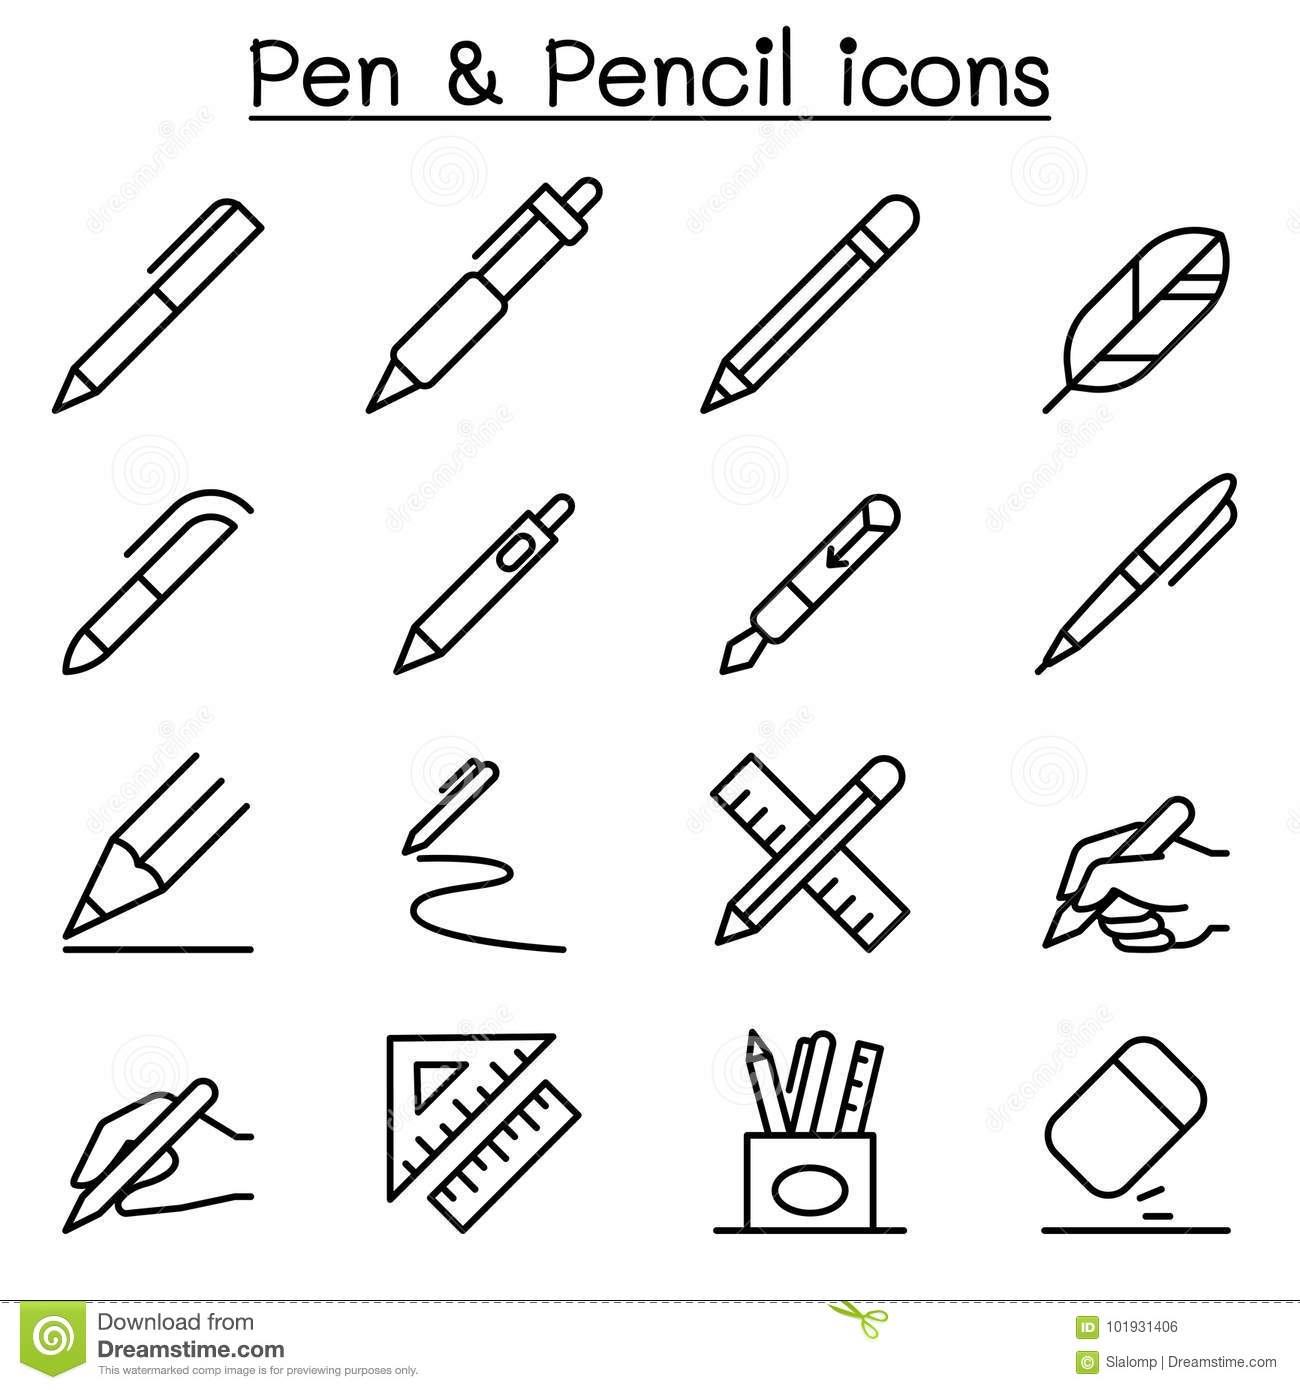 Pen & Pencil icons
dreamstime
Download from
Dreamstime.com
This watermarked comp image is for previewing purposes only.
ID 101931406
© Slalomp | Dreamstime.com